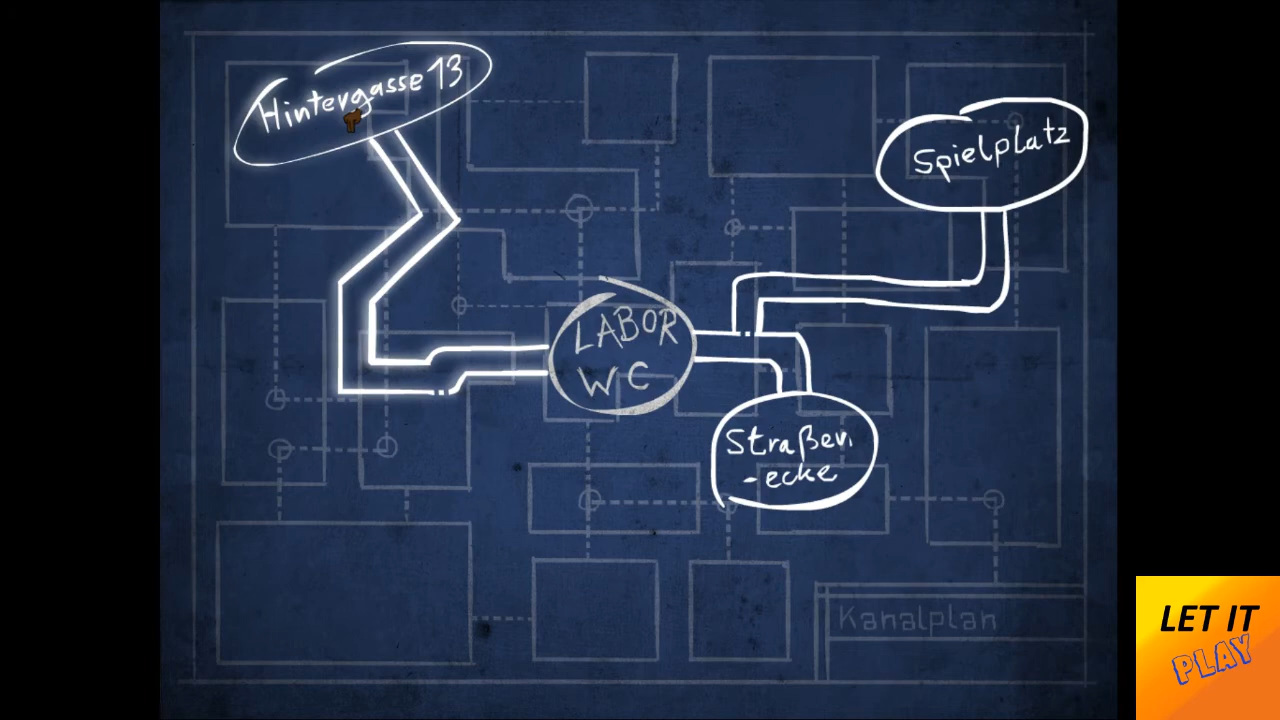 Hintergasse 13
Spielplatz
LABOR
WC
Straßen
-ecke
Kanalplan
LET IT
PLAY